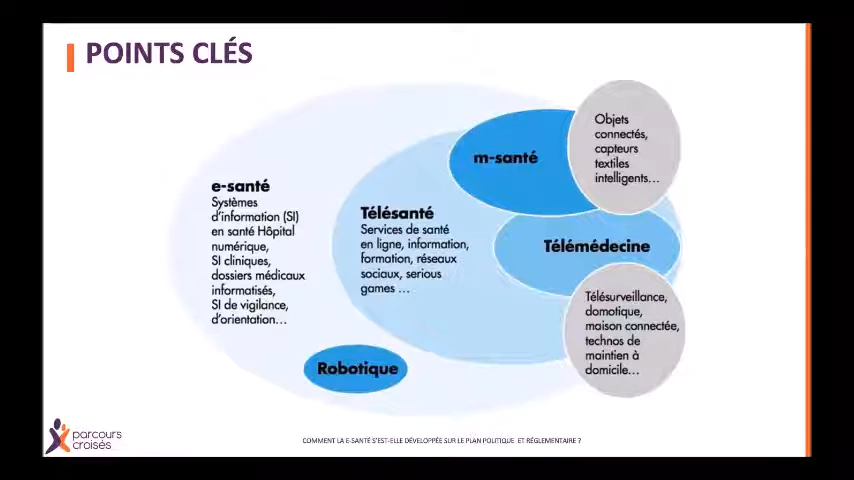 POINTS CLÉS
e-santé
Systèmes
d'information (SI)
en santé Hôpital
numérique,
SI cliniques,
dossiers médicaux
informatisés,
SI de vigilance,
d'orientation...
Télésanté
Services de santé
en ligne, information,
formation, réseaux
sociaux, serious
games ...
m-santé
Objets
connectés,
capteurs
textiles
intelligents...
Télémédecine
Télésurveillance,
domotique,
maison connectée,
technos de
maintien à
domicile...
Robotique
parcours
croisés
COMMENT LA E-SANTÉ S'EST-ELLE DÉVELOPPÉE SUR LE PLAN POLITIQUE ET RÉGLEMENTAIRE ?